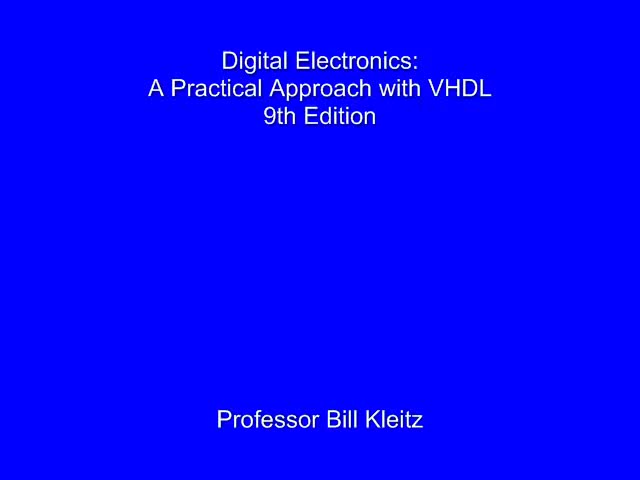 Digital Electronics:
A Practical Approach with VHDL
9th Edition
Professor Bill Kleitz